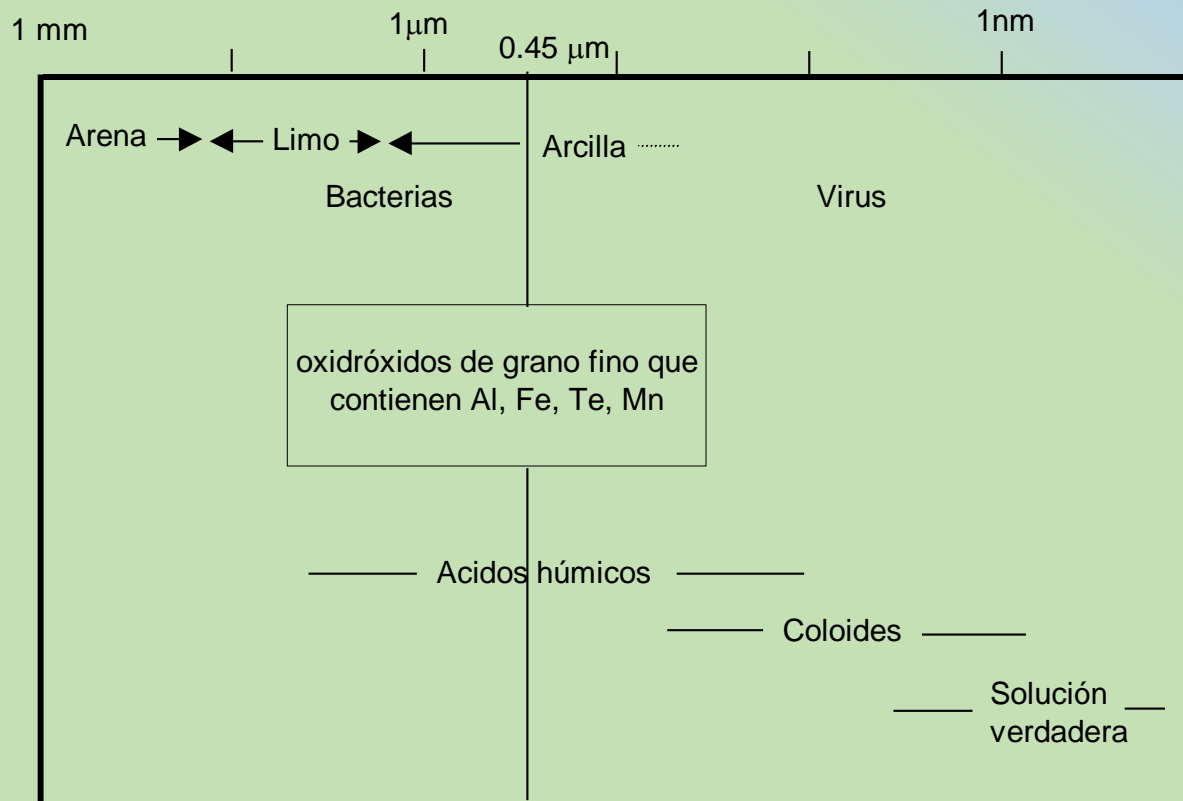 1 mm
1µm
0.45 µm
1nm
Arena
Limo
Arcilla
Bacterias
Virus
oxidróxidos de grano fino que
contienen Al, Fe, Te, Mn
Acidos húmicos
Coloides
Solución
verdadera